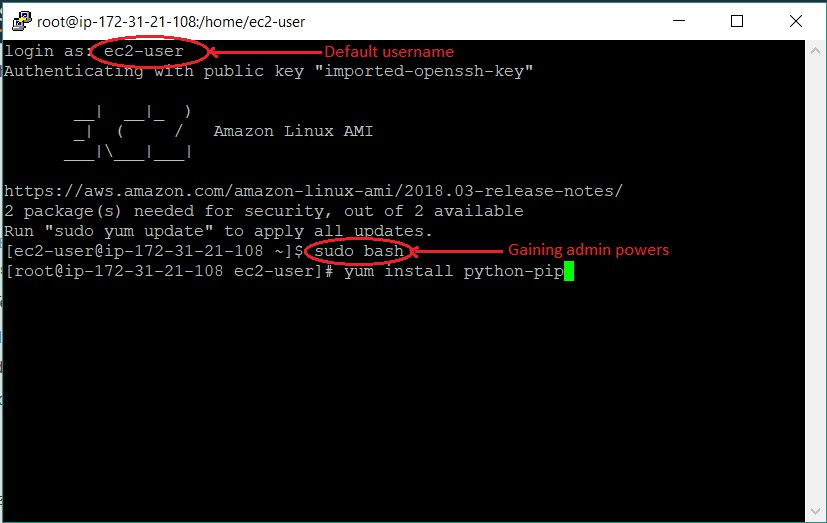 root@ip-172-31-21-108:/home/ec2-user
login as: ec2-user Default username
Authenticating with public key "imported-openssh-key"
__|  __|_  )
_|  (     /   Amazon Linux AMI
___|\___|___|
https://aws.amazon.com/amazon-linux-ami/2018.03-release-notes/
2 package(s) needed for security, out of 2 available
Run "sudo yum update" to apply all updates.
[ec2-user@ip-172-31-21-108 ~]$ sudo bash Gaining admin powers
[root@ip-172-31-21-108 ec2-user]# yum install python-pip